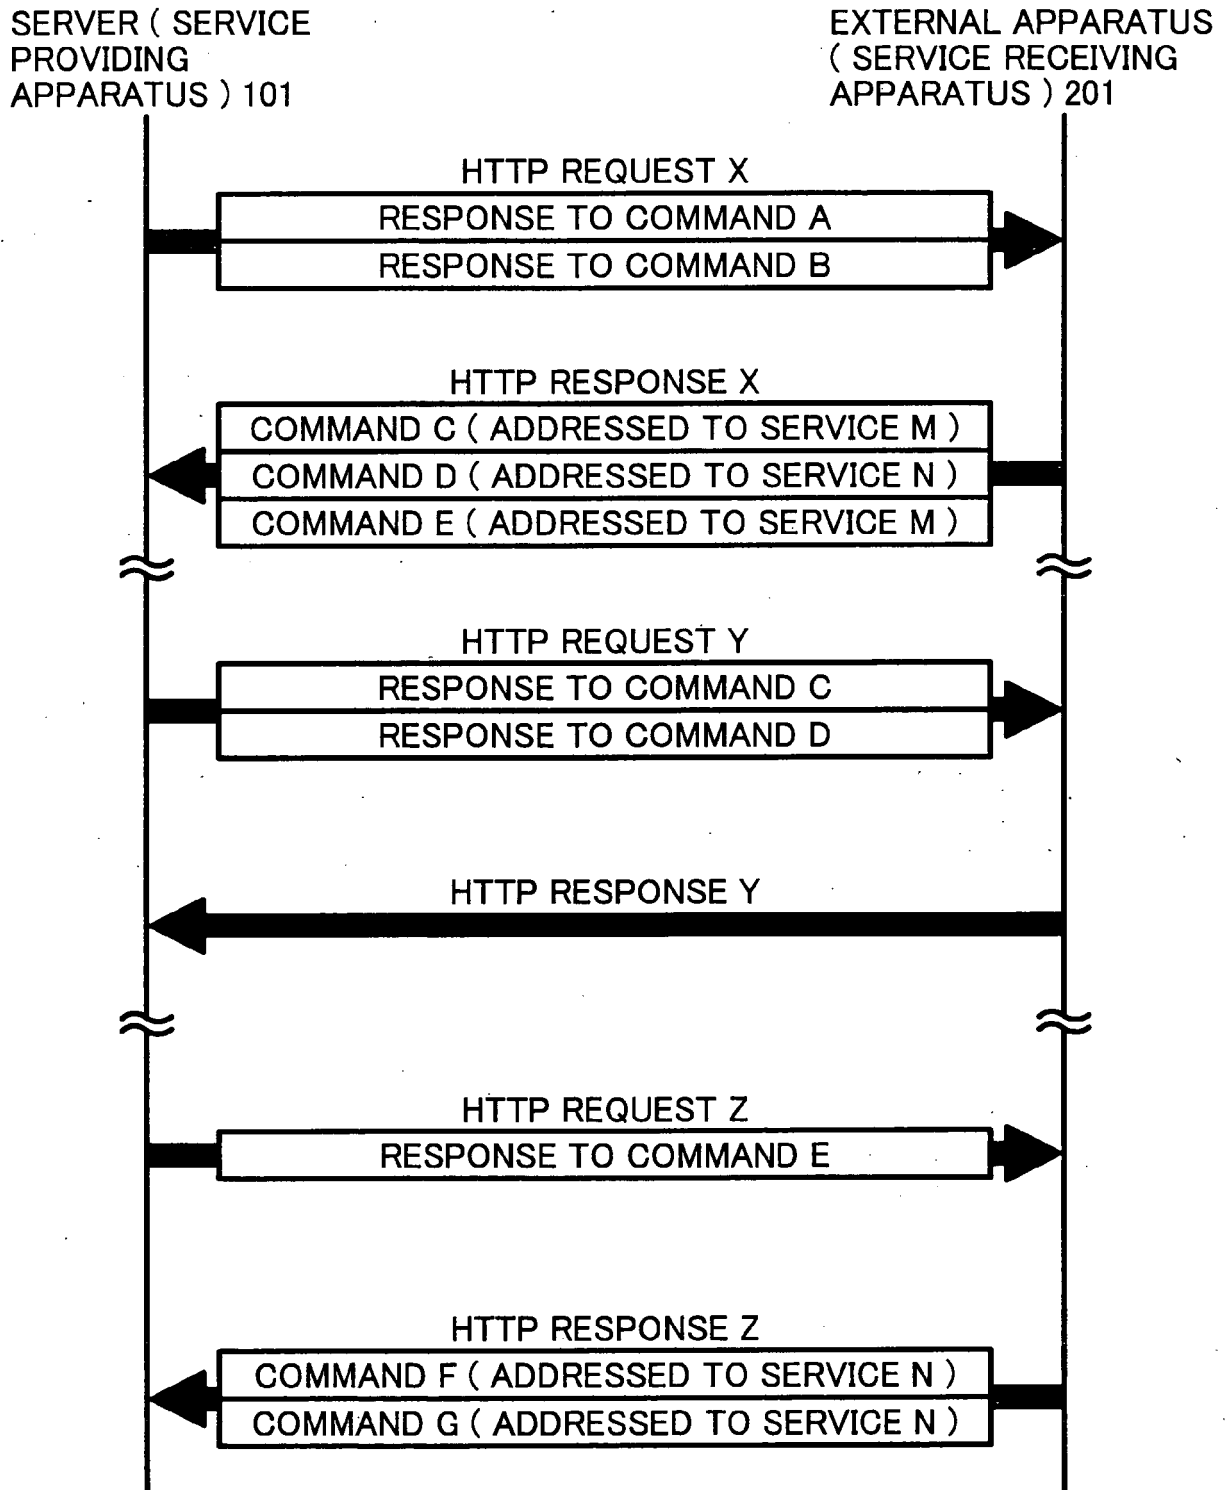 SERVER ( SERVICE
PROVIDING
APPARATUS ) 101
EXTERNAL APPARATUS
( SERVICE RECEIVING
APPARATUS ) 201
HTTP REQUEST X
RESPONSE TO COMMAND A
RESPONSE TO COMMAND B
HTTP RESPONSE X
COMMAND C ( ADDRESSED TO SERVICE M )
COMMAND D ( ADDRESSED TO SERVICE N )
COMMAND E ( ADDRESSED TO SERVICE M )
HTTP REQUEST Y
RESPONSE TO COMMAND C
RESPONSE TO COMMAND D
HTTP RESPONSE Y
HTTP REQUEST Z
RESPONSE TO COMMAND E
HTTP RESPONSE Z
COMMAND F ( ADDRESSED TO SERVICE N )
COMMAND G ( ADDRESSED TO SERVICE N )